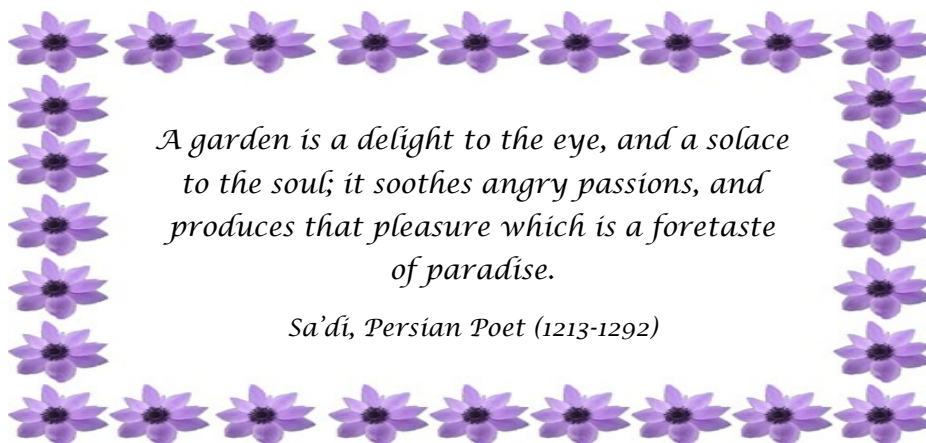 A garden is a delight to the eye, and a solace
to the soul; it soothes angry passions, and
produces that pleasure which is a foretaste
of paradise.
Sa’di, Persian Poet (1213-1292)